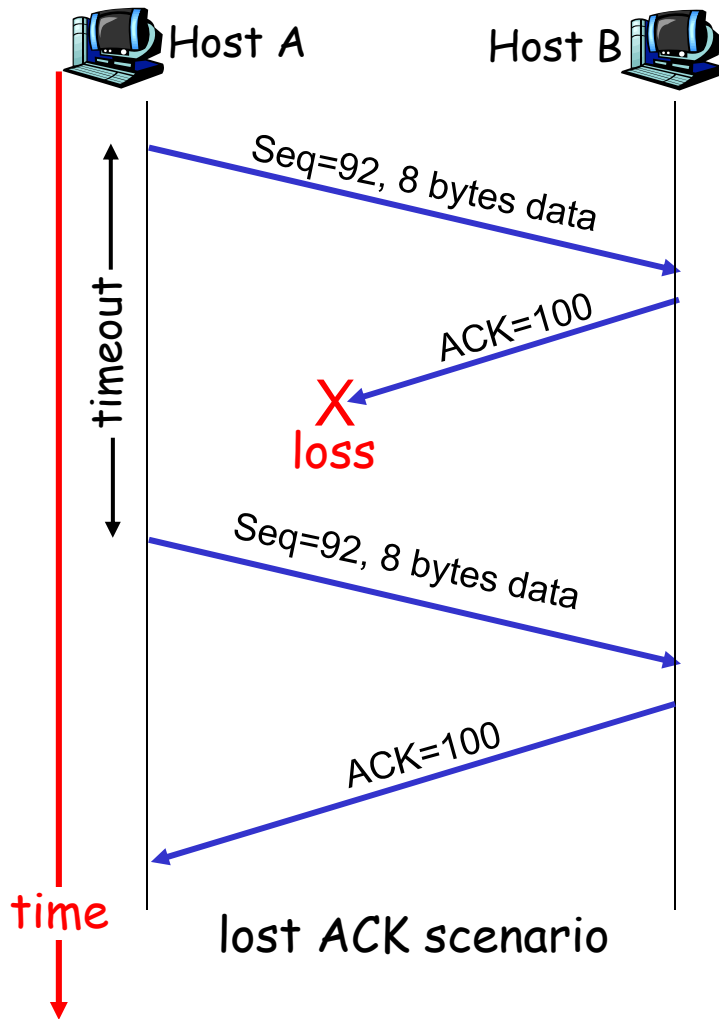 Host A
Host B
Seq=92, 8 bytes data
ACK=100
timeout
X
loss
Seq=92, 8 bytes data
ACK=100
time
lost ACK scenario